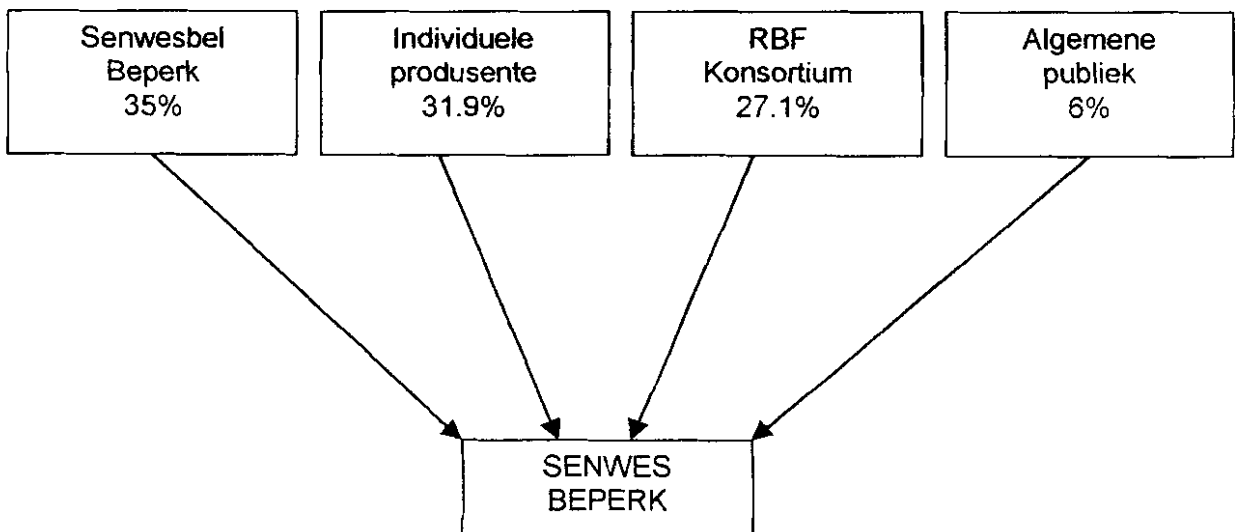 Senwesbel
Beperk
35%
Individuele
produsente
31.9%
RBF
Konsortium
27.1%
Algemene
publiek
6%
SENWES
BEPERK